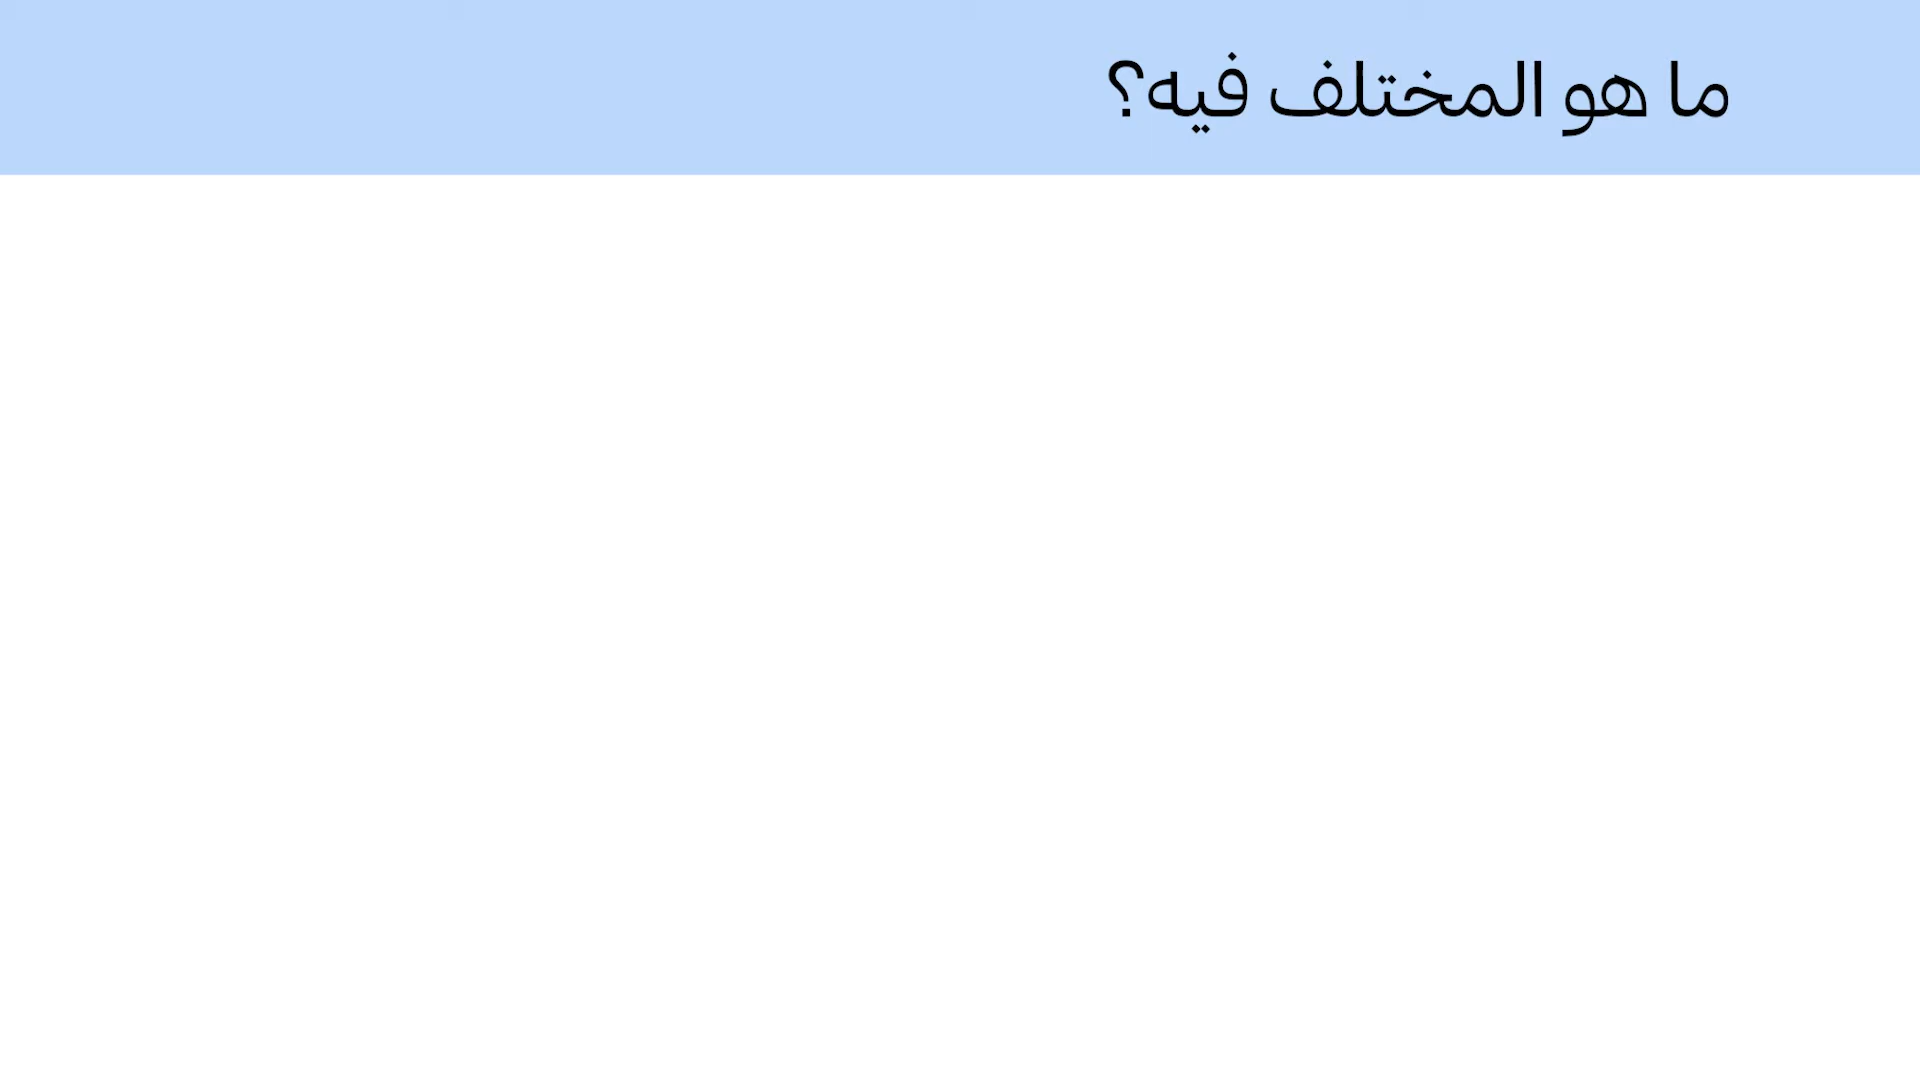 ما هو المختلف فيه؟